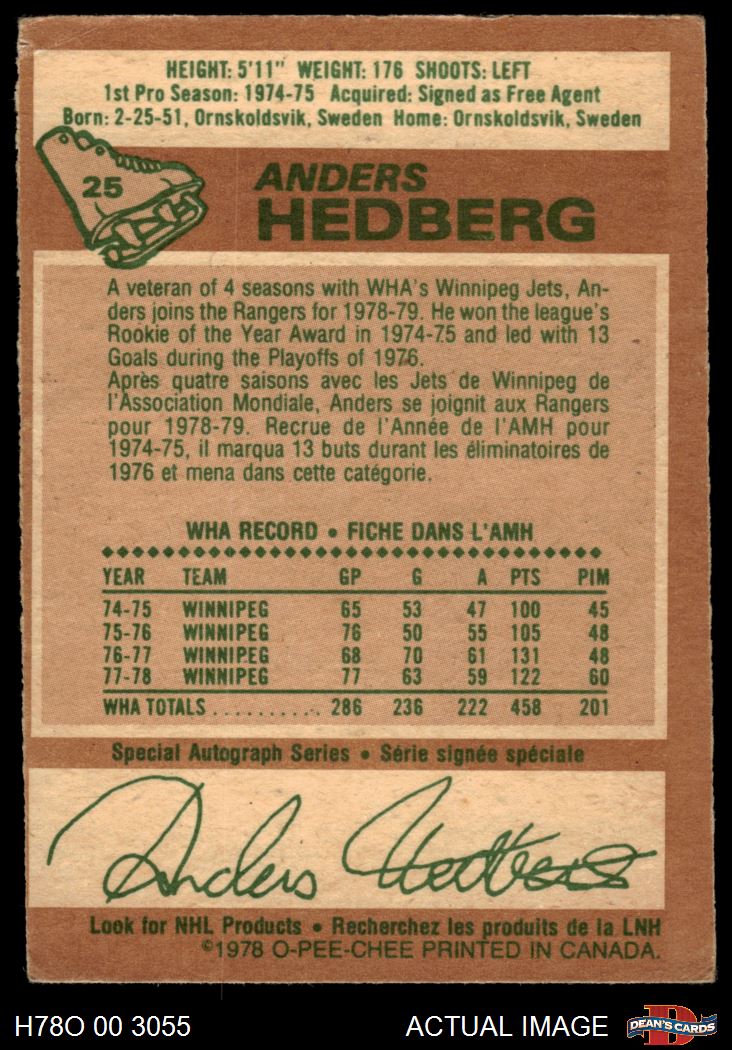 HEIGHT: 5'11" WEIGHT: 176 SHOOTS: LEFT
1st Pro Season: 1974-75 Acquired: Signed as Free Agent
Born: 2-25-51, Ornskoldsvik, Sweden Home: Ornskoldsvik, Sweden
25
ANDERS
HEDBERG
A veteran of 4 seasons with WHA's Winnipeg Jets, An-
ders joins the Rangers for 1978-79. He won the league's
Rookie of the Year Award in 1974-75 and led with 13
Goals during the Playoffs of 1976.
Après quatre saisons avec les Jets de Winnipeg de
l'Association Mondiale, Anders se joignit aux Rangers
pour 1978-79. Recrue de l'Année de l'AMH pour
1974-75, il marqua 13 buts durant les éliminatoires de
1976 et mena dans cette catégorie.
WHA RECORD • FICHE DANS L'AMH
YEAR TEAM GP G A PTS PIM
74-75 WINNIPEG 65 53 47 100 45
75-76 WINNIPEG 76 50 55 105 48
76-77 WINNIPEG 68 70 61 131 48
77-78 WINNIPEG 77 63 59 122 60
WHA TOTALS.......... 286 236 222 458 201
Special Autograph Series • Série signée spéciale
Anders Hedberg
Look for NHL Products • Recherchez les produits de la LNH
©1978 O-PEE-CHEE PRINTED IN CANADA.
H78O 00 3055 ACTUAL IMAGE D DEAN'S CARDS